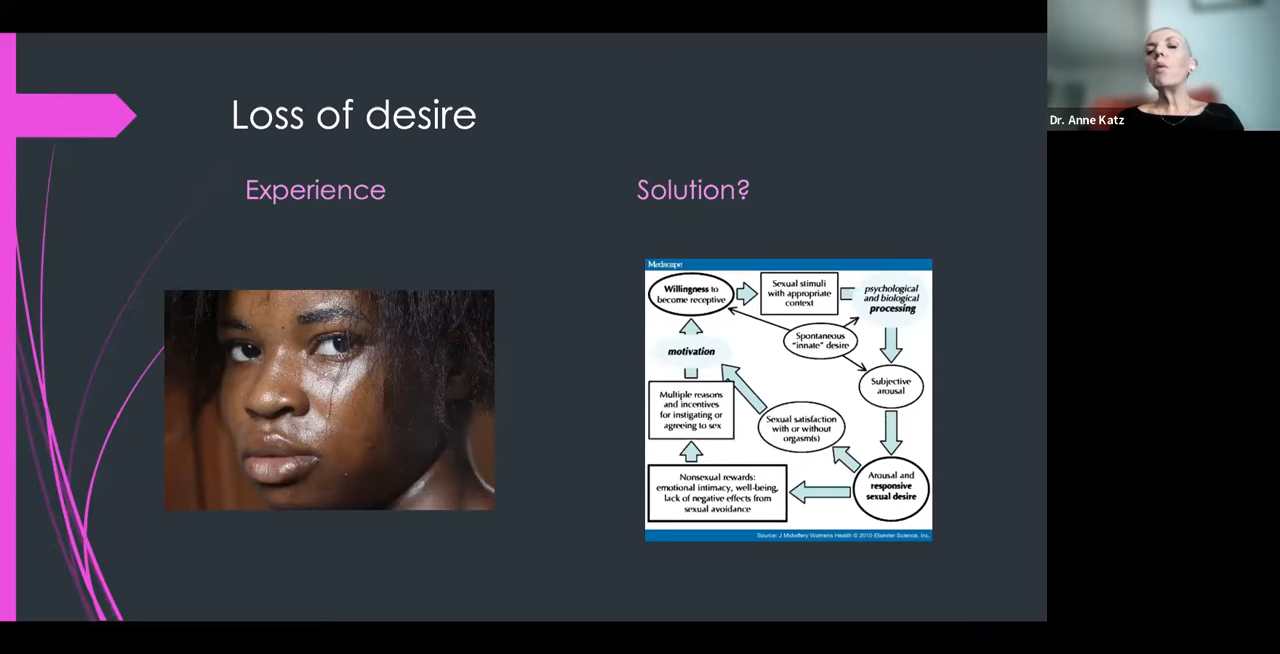 Loss of desire
Experience
Solution?
Medscape
Willingness to
become receptive
Sexual stimuli
with appropriate
context
psychological
and biological
processing
Spontaneous
"innate" desire
motivation
Subjective
arousal
Multiple reasons
and incentives
for instigating or
agreeing to sex
Sexual satisfaction
with or without
orgasm(s)
Nonsexual rewards:
emotional intimacy, well-being,
lack of negative effects from
sexual avoidance
Arousal and
responsive
sexual desire
Source: J Midwifery Womens Health © 2010 Elsevier Science, Inc.
Dr. Anne Katz